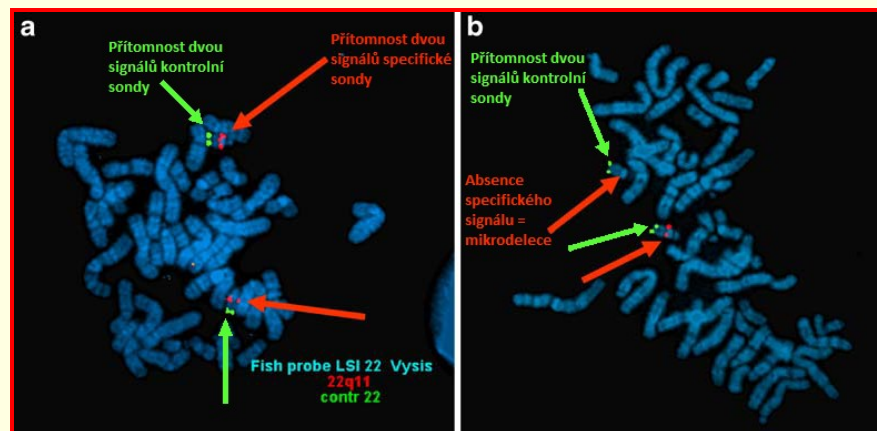 a
Přítomnost dvou
signálů kontrolní
sondy
Přítomnost dvou
signálů specifické
sondy
Fish probe LSI 22 Vysis
22q11
contr 22
b
Přítomnost dvou
signálů kontrolní
sondy
Absence
specifického
signálu =
mikrodelece